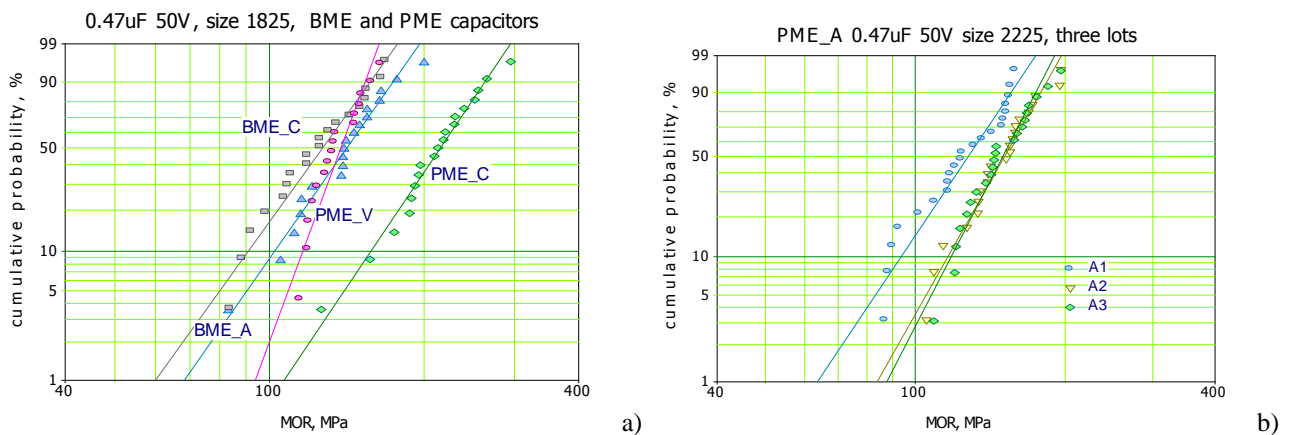 0.47uF 50V, size 1825, BME and PME capacitors
cumulative probability, %
99
90
50
10
5
1
BME_C
PME_C
PME_V
BME_A
40
100
200
400
MOR, MPa
a)
PME_A 0.47uF 50V size 2225, three lots
cumulative probability, %
99
90
50
10
5
1
A1
A2
A3
40
100
200
400
MOR, MPa
b)